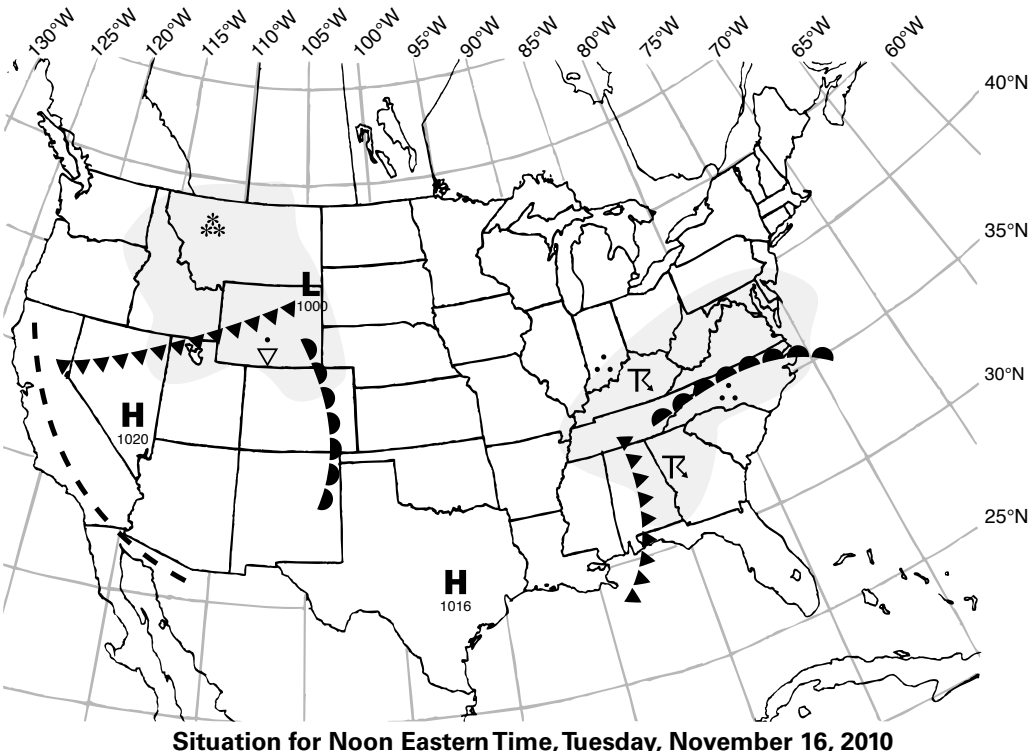 130°W 125°W 120°W 115°W 110°W 105°W 100°W 95°W 90°W 85°W 80°W 75°W 70°W 65°W 60°W
40°N
35°N
L
1000
30°N
H
1020
25°N
H
1016
Situation for Noon Eastern Time, Tuesday, November 16, 2010